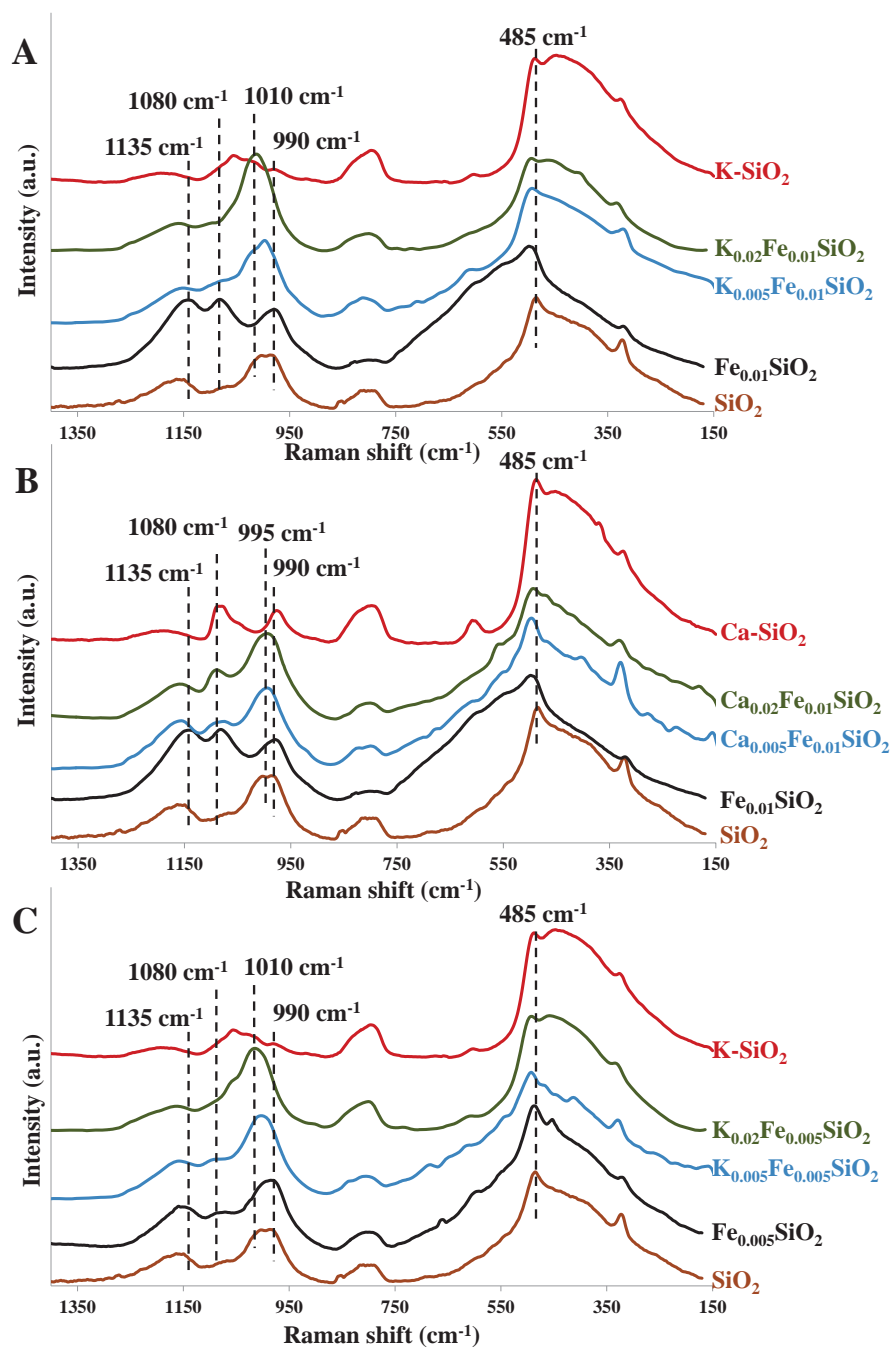 A
485 cm⁻¹
1080 cm⁻¹
1010 cm⁻¹
1135 cm⁻¹
990 cm⁻¹
Intensity (a.u.)
K-SiO₂
K₀.₀₂Fe₀.₀₁SiO₂
K₀.₀₀₅Fe₀.₀₁SiO₂
Fe₀.₀₁SiO₂
SiO₂
1350 1150 950 750 550 350 150
Raman shift (cm⁻¹)
B
485 cm⁻¹
1080 cm⁻¹
995 cm⁻¹
1135 cm⁻¹
990 cm⁻¹
Intensity (a.u.)
Ca-SiO₂
Ca₀.₀₂Fe₀.₀₁SiO₂
Ca₀.₀₀₅Fe₀.₀₁SiO₂
Fe₀.₀₁SiO₂
SiO₂
1350 1150 950 750 550 350 150
Raman shift (cm⁻¹)
C
485 cm⁻¹
1080 cm⁻¹
1010 cm⁻¹
1135 cm⁻¹
990 cm⁻¹
Intensity (a.u.)
K-SiO₂
K₀.₀₂Fe₀.₀₀₅SiO₂
K₀.₀₀₅Fe₀.₀₀₅SiO₂
Fe₀.₀₀₅SiO₂
SiO₂
1350 1150 950 750 550 350 150
Raman shift (cm⁻¹)